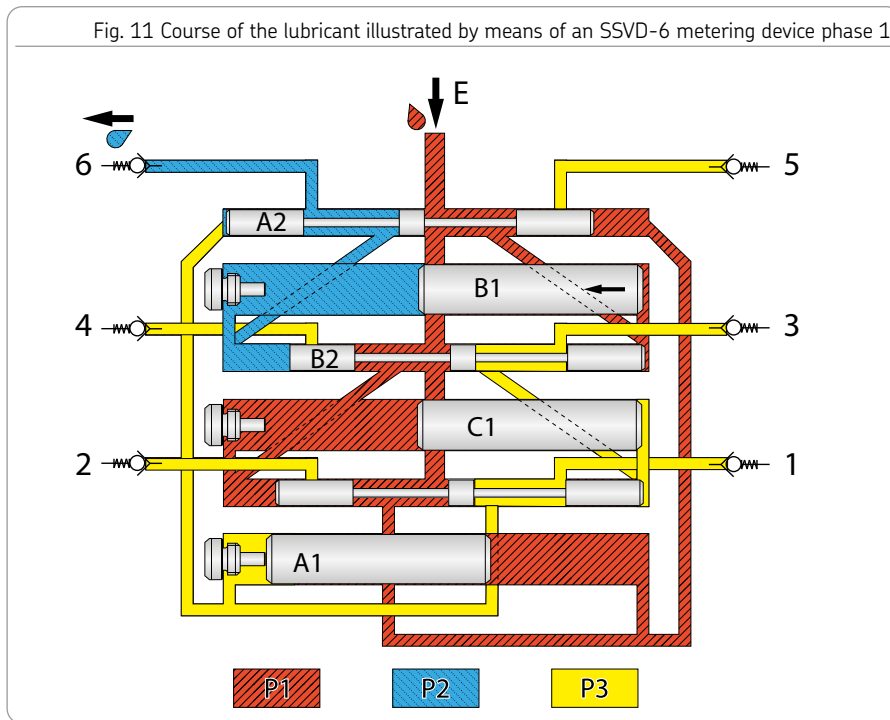 Fig. 11 Course of the lubricant illustrated by means of an SSVD-6 metering device phase 1
E
6
5
A2
B1
4
3
B2
C1
2
1
A1
P1 P2 P3